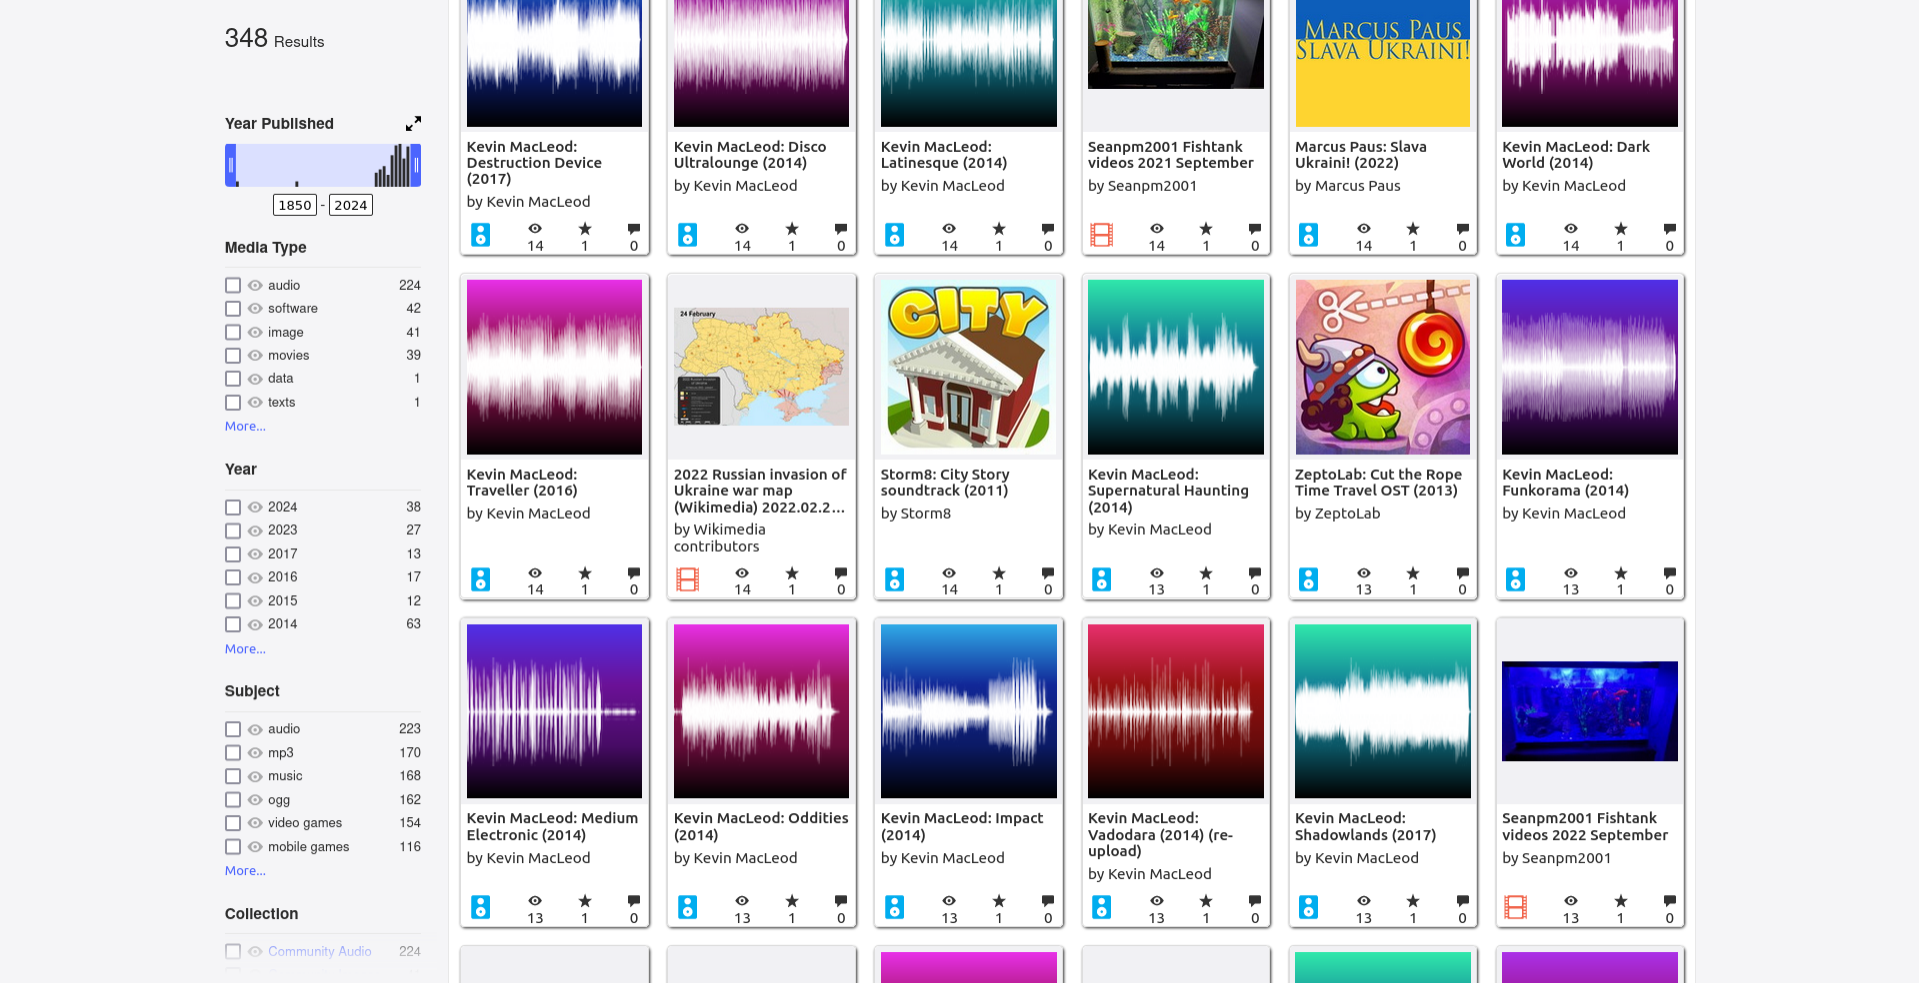 348 Results
Year Published
1850 - 2024
Media Type
audio 224
software 42
image 41
movies 39
data 1
texts 1
More...
Year
2024 38
2023 27
2017 13
2016 17
2015 12
2014 63
More...
Subject
audio 223
mp3 170
music 168
ogg 162
video games 154
mobile games 116
More...
Collection
Community Audio 224
Kevin MacLeod:
Destruction Device
(2017)
by Kevin MacLeod
14 1 0
Kevin MacLeod: Disco
Ultralounge (2014)
by Kevin MacLeod
14 1 0
Kevin MacLeod:
Latinesque (2014)
by Kevin MacLeod
14 1 0
Seanpm2001 Fishtank
videos 2021 September
by Seanpm2001
14 1 0
MARCUS PAUS
SLAVA UKRAINI!
Marcus Paus: Slava
Ukraini! (2022)
by Marcus Paus
14 1 0
Kevin MacLeod: Dark
World (2014)
by Kevin MacLeod
14 1 0
Kevin MacLeod:
Traveller (2016)
by Kevin MacLeod
14 1 0
24 February
2022 Russian invasion of
Ukraine war map
(Wikimedia) 2022.02.2...
by Wikimedia
contributors
14 1 0
CITY
Storm8: City Story
soundtrack (2011)
by Storm8
14 1 0
Kevin MacLeod:
Supernatural Haunting
(2014)
by Kevin MacLeod
13 1 0
ZeptoLab: Cut the Rope
Time Travel OST (2013)
by ZeptoLab
13 1 0
Kevin MacLeod:
Funkorama (2014)
by Kevin MacLeod
13 1 0
Kevin MacLeod: Medium
Electronic (2014)
by Kevin MacLeod
13 1 0
Kevin MacLeod: Oddities
(2014)
by Kevin MacLeod
13 1 0
Kevin MacLeod: Impact
(2014)
by Kevin MacLeod
13 1 0
Kevin MacLeod:
Vadodara (2014) (re-
upload)
by Kevin MacLeod
13 1 0
Kevin MacLeod:
Shadowlands (2017)
by Kevin MacLeod
13 1 0
Seanpm2001 Fishtank
videos 2022 September
by Seanpm2001
13 1 0